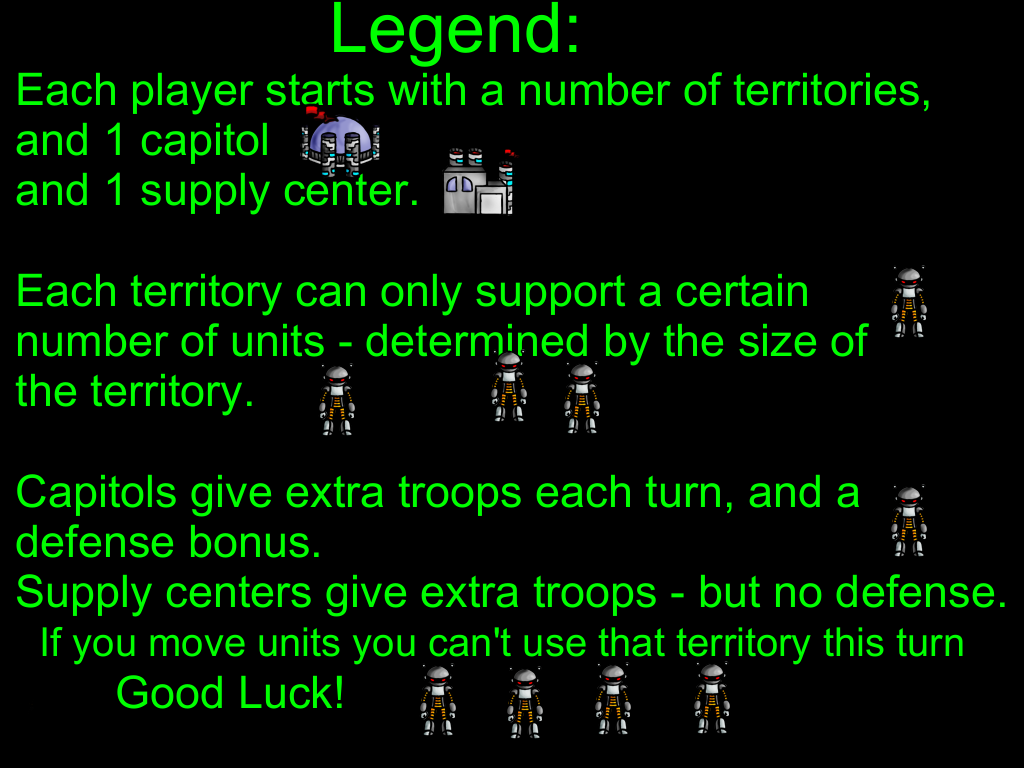 Legend:
Each player starts with a number of territories,
and 1 capitol
and 1 supply center.
Each territory can only support a certain
number of units - determined by the size of
the territory.
Capitols give extra troops each turn, and a
defense bonus.
Supply centers give extra troops - but no defense.
If you move units you can't use that territory this turn
Good Luck!